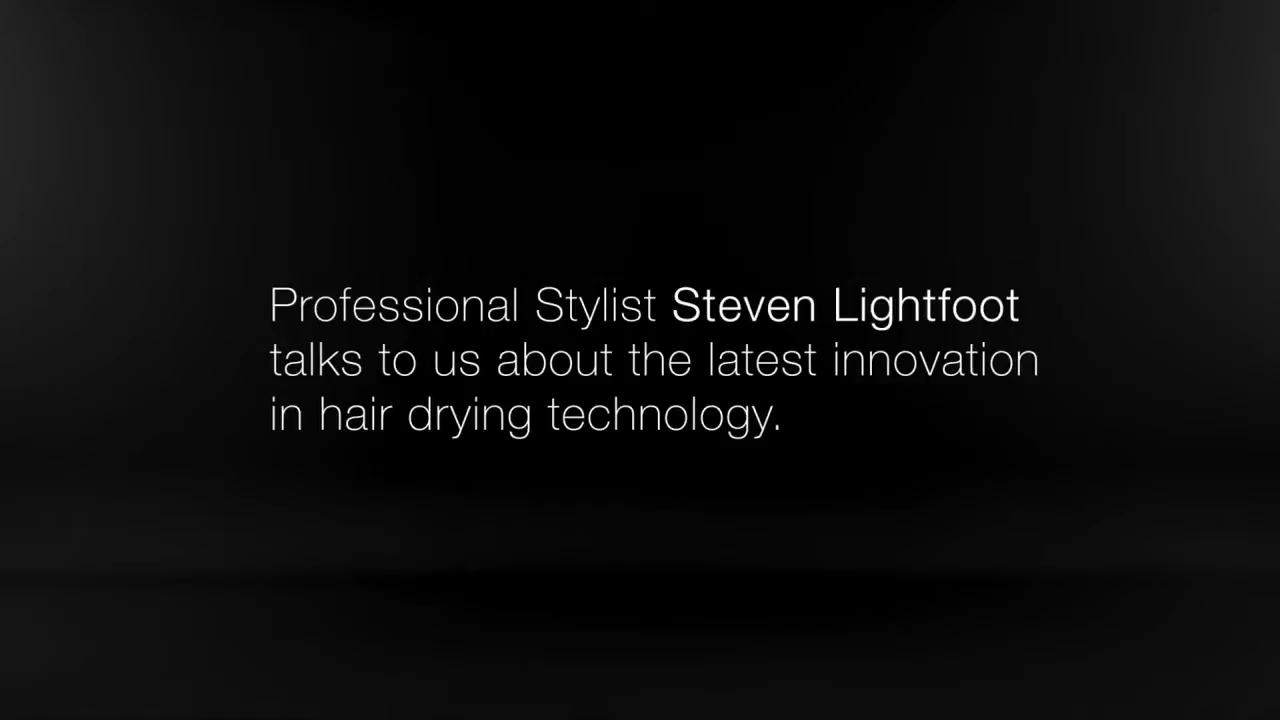 Professional Stylist Steven Lightfoot
talks to us about the latest innovation
in hair drying technology.